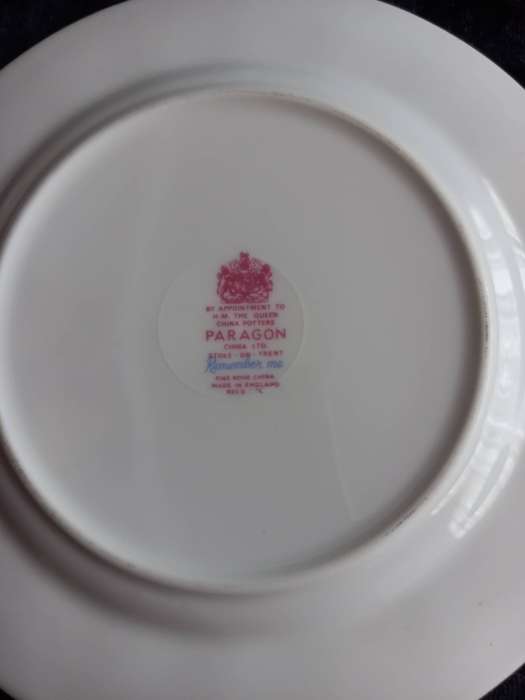 BY APPOINTMENT TO
H.M. THE QUEEN
CHINA POTTERS
PARAGON
CHINA LTD.
STOKE-ON-TRENT
Remember me
FINE BONE CHINA
MADE IN ENGLAND
REG'D